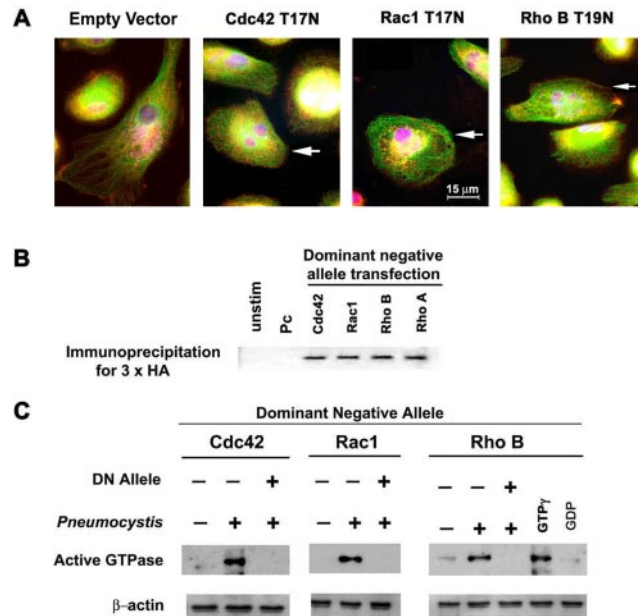 A
Empty Vector Cdc42 T17N Rac1 T17N Rho B T19N
15 μm
B
Dominant negative
allele transfection
unstim Pc Cdc42 Rac1 Rho B Rho A
Immunoprecipitation
for 3 x HA
C
Dominant Negative Allele
Cdc42 Rac1 Rho B
DN Allele − − + − − + − − +
Pneumocystis − + + − + + − + + GTPγ GDP
Active GTPase
β–actin